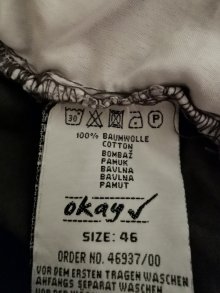 30 P
100% BAUMWOLLE
COTTON
BOMBAŽ
PAMUK
BAVLNA
BAVLNA
PAMUT
okay
SIZE: 46
ORDER NO. 46937/00
VOR DEM ERSTEN TRAGEN WASCHEN
ANFANGS SEPARAT WASCHEN